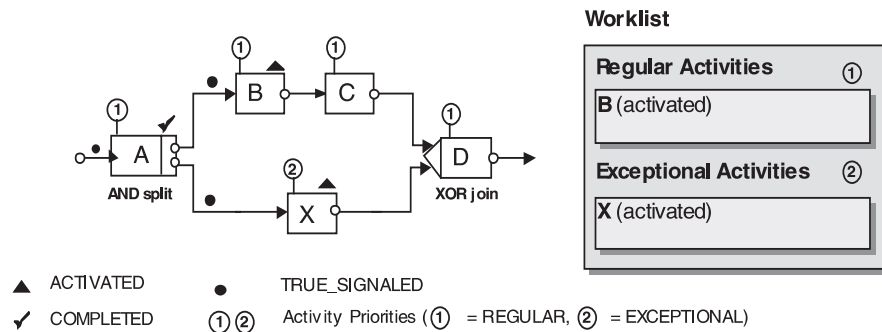 Worklist
1 1
B C
Regular Activities 1
B (activated)
1 1
A D
2
Exceptional Activities 2
AND split XOR join
X
X (activated)
ACTIVATED TRUE_SIGNALED
COMPLETED 1 2 Activity Priorities ( 1 = REGULAR, 2 = EXCEPTIONAL)